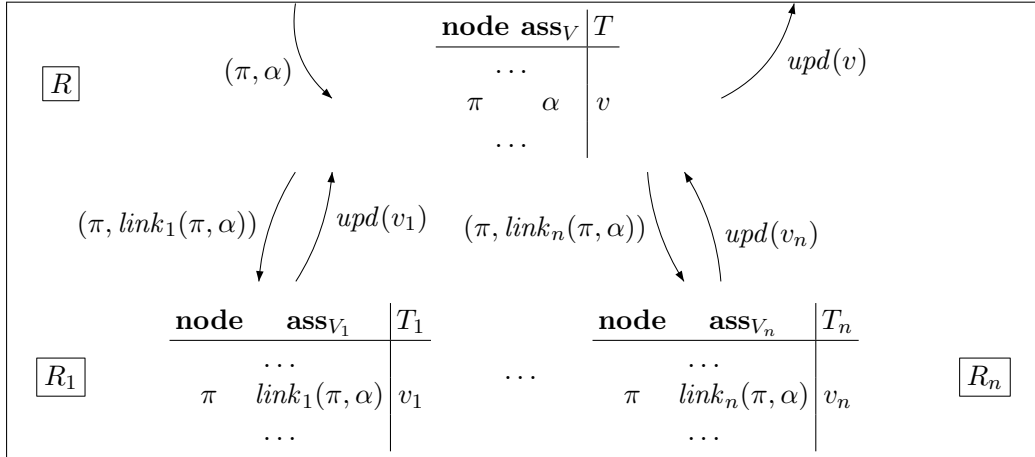 node ass_V T
...
(π, α)
upd(v)
R
π α v
...
(π, link_1(π, α))
upd(v_1)
(π, link_n(π, α))
upd(v_n)
node ass_{V_1} T_1
node ass_{V_n} T_n
...
...
R_1
π link_1(π, α) v_1
...
π link_n(π, α) v_n
R_n
...
...